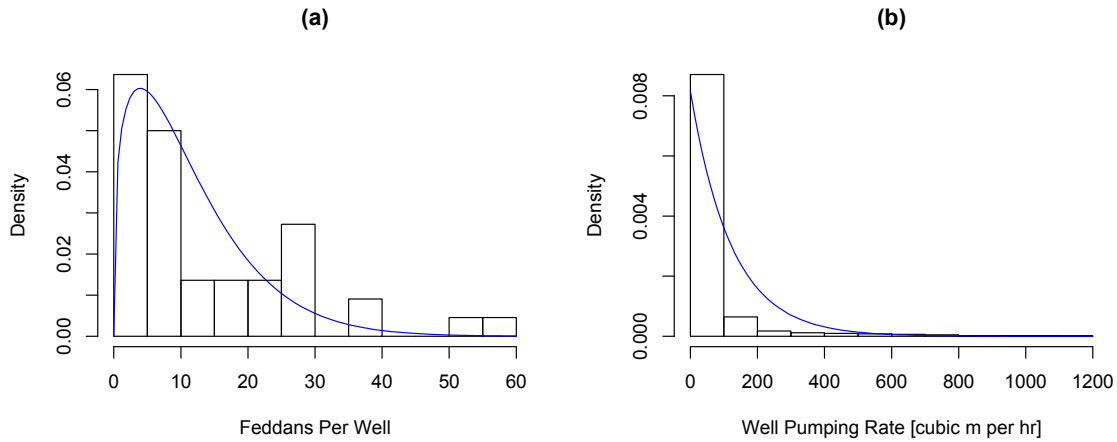 (a)
Density
0.00
0.02
0.04
0.06
0 10 20 30 40 50 60
Feddans Per Well
(b)
Density
0.000
0.004
0.008
0 200 400 600 800 1000 1200
Well Pumping Rate [cubic m per hr]